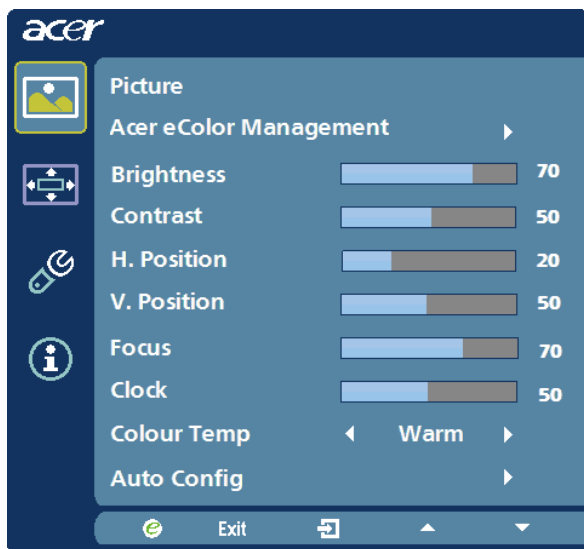 acer
Picture
Acer eColor Management
Brightness 70
Contrast 50
H. Position 20
V. Position 50
Focus 70
Clock 50
Colour Temp Warm
Auto Config
e Exit